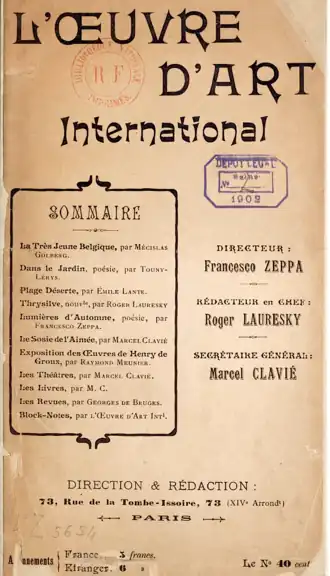 L'ŒUVRE
D'ART
International
R F
DÉPOT LÉGAL
Seine
No
1902
SOMMAIRE
La Très Jeune Belgique, par MÉCISLAS
GOLBERG.
Dans le Jardin, poésie, par TOUNY-
LÉRYS.
Plage Déserte, par ÉMILE LANTE.
Thrysilve, nouvle, par ROGER LAURESKY
Lumières d'Automne, poésie, par
FRANCESCO ZEPPA.
Le Sosie de l'Aimée, par MARCEL CLAVIÉ
Exposition des Œuvres de Henry de
Groux, par RAYMOND MEUNIER.
Les Théâtres, par MARCEL CLAVIÉ.
Les Livres, par M. C.
Les Revues, par GEORGES DE BRUGES.
Block-Notes, par L'ŒUVRE D'ART INTl.
DIRECTEUR :
Francesco ZEPPA
RÉDACTEUR EN CHEF :
Roger LAURESKY
SECRÉTAIRE GÉNÉRAL :
Marcel CLAVIÉ
DIRECTION & RÉDACTION :
73, Rue de la Tombe-Issoire, 73 (XIVe Arrondt)
PARIS
5654
Abonnements
France. 5 francs.
Etranger. 6 »
Le No 40 cent